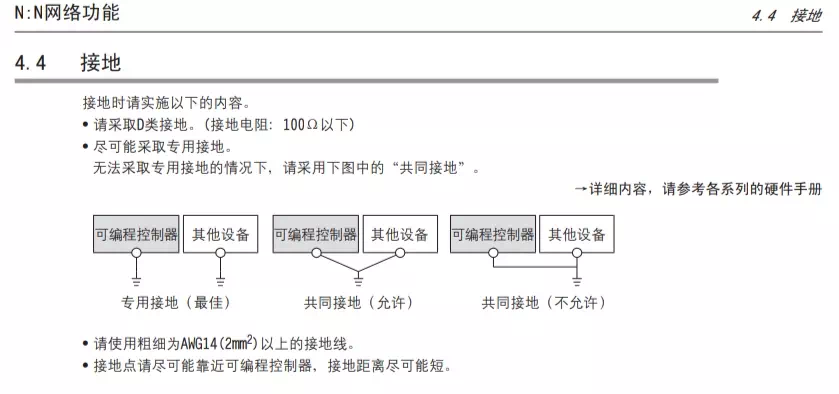 N:N网络功能
4.4 接地
4.4 接地
接地时请实施以下的内容。
• 请采取D类接地。(接地电阻: 100Ω以下)
• 尽可能采取专用接地。
无法采取专用接地的情况下, 请采用下图中的“共同接地”。
→详细内容, 请参考各系列的硬件手册
可编程控制器 其他设备 可编程控制器 其他设备 可编程控制器 其他设备
专用接地(最佳) 共同接地(允许) 共同接地(不允许)
• 请使用粗细为AWG14(2mm²)以上的接地线。
• 接地点请尽可能靠近可编程控制器, 接地距离尽可能短。